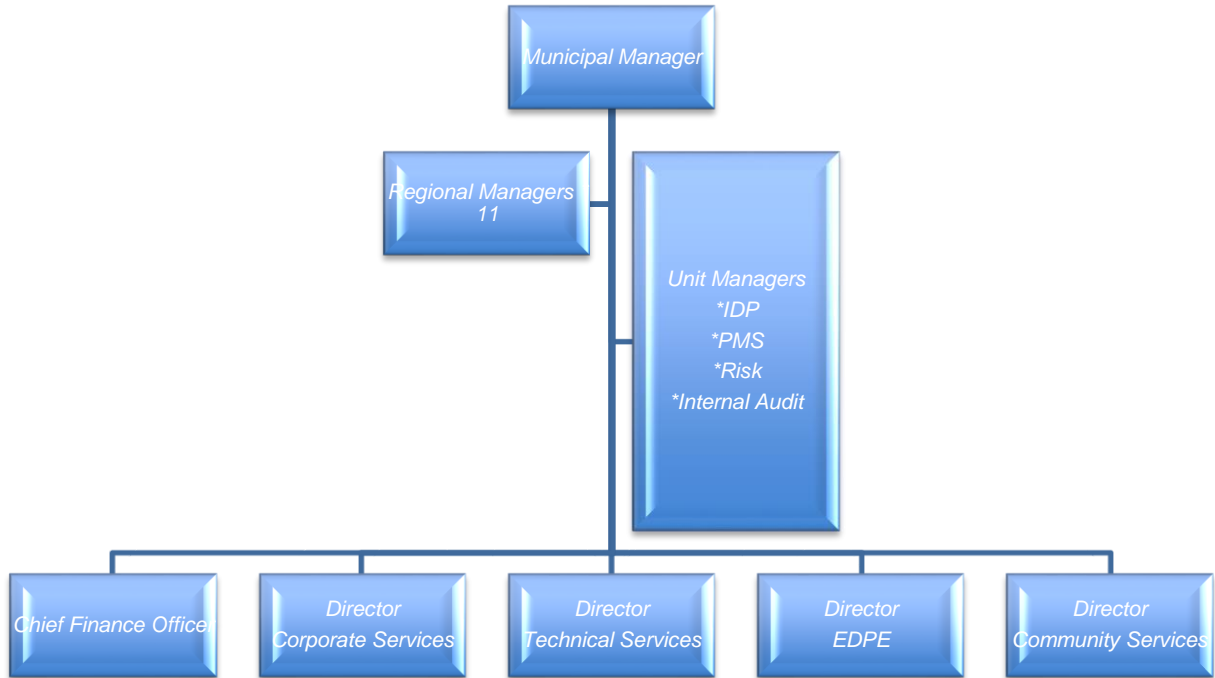 Municipal Manager
Regional Managers
11
Unit Managers
*IDP
*PMS
*Risk
*Internal Audit
Chief Finance Officer
Director
Corporate Services
Director
Technical Services
Director
EDPE
Director
Community Services